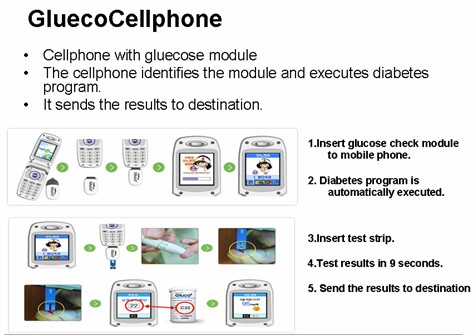 GluecoCellphone
• Cellphone with gluecose module
• The cellphone identifies the module and executes diabetes
program.
• It sends the results to destination.
1.Insert glucose check module
to mobile phone.
2. Diabetes program is
automatically executed.
3.Insert test strip.
4.Test results in 9 seconds.
5. Send the results to destination